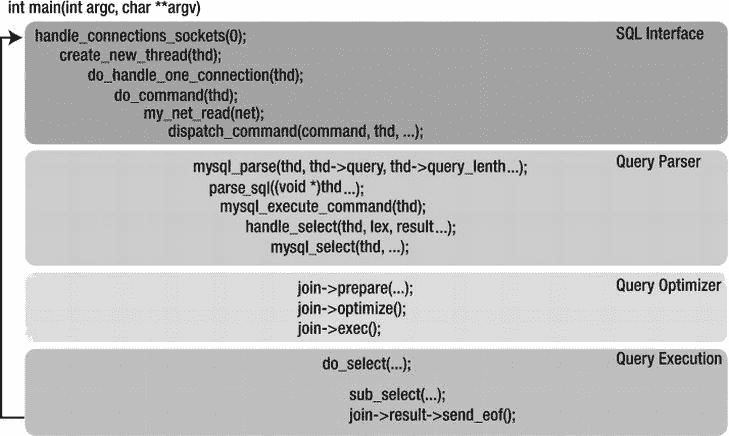 int main(int argc, char **argv)
handle_connections_sockets(0);
SQL Interface
create_new_thread(thd);
do_handle_one_connection(thd);
do_command(thd);
my_net_read(net);
dispatch_command(command, thd, ...);
mysql_parse(thd, thd->query, thd->query_lenth...);
Query Parser
parse_sql((void *)thd...);
mysql_execute_command(thd);
handle_select(thd, lex, result...);
mysql_select(thd, ...);
join->prepare(...);
Query Optimizer
join->optimize();
join->exec();
do_select(...);
Query Execution
sub_select(...);
join->result->send_eof();